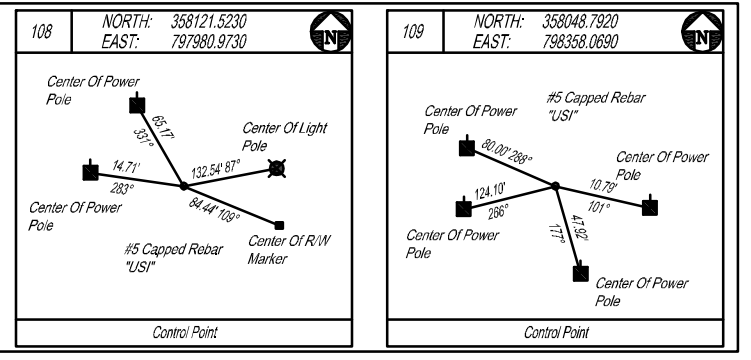 108
NORTH: 358121.5230
EAST: 797980.9730
N
Center Of Power
Pole
65.17'
331°
Center Of Light
Pole
14.71'
283°
132.54' 87°
84.44' 109°
Center Of Power
Pole
#5 Capped Rebar
"USI"
Center Of R/W
Marker
Control Point
109
NORTH: 358048.7920
EAST: 798358.0690
N
#5 Capped Rebar
"USI"
Center Of Power
Pole
80.00' 288°
Center Of Power
Pole
124.10'
266°
10.79'
101°
47.92'
177°
Center Of Power
Pole
Center Of Power
Pole
Control Point